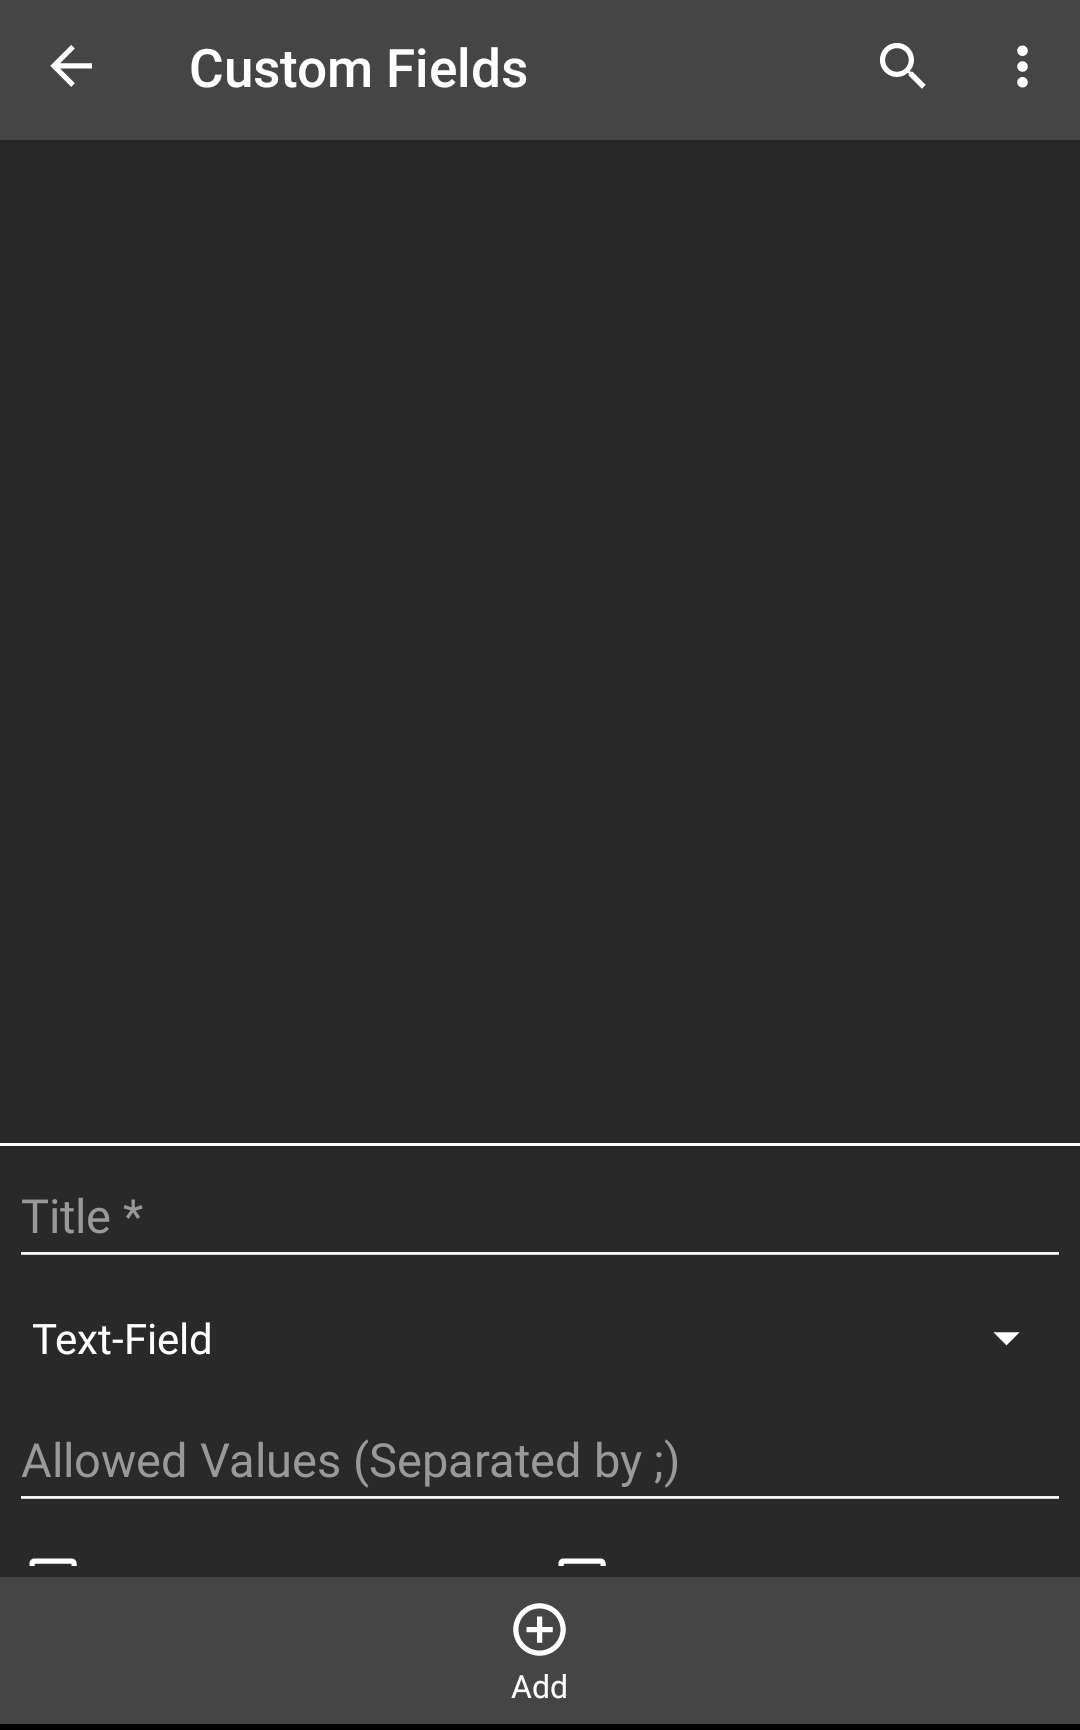 Custom Fields
Title *
Text-Field
Allowed Values (Separated by ;)
Add